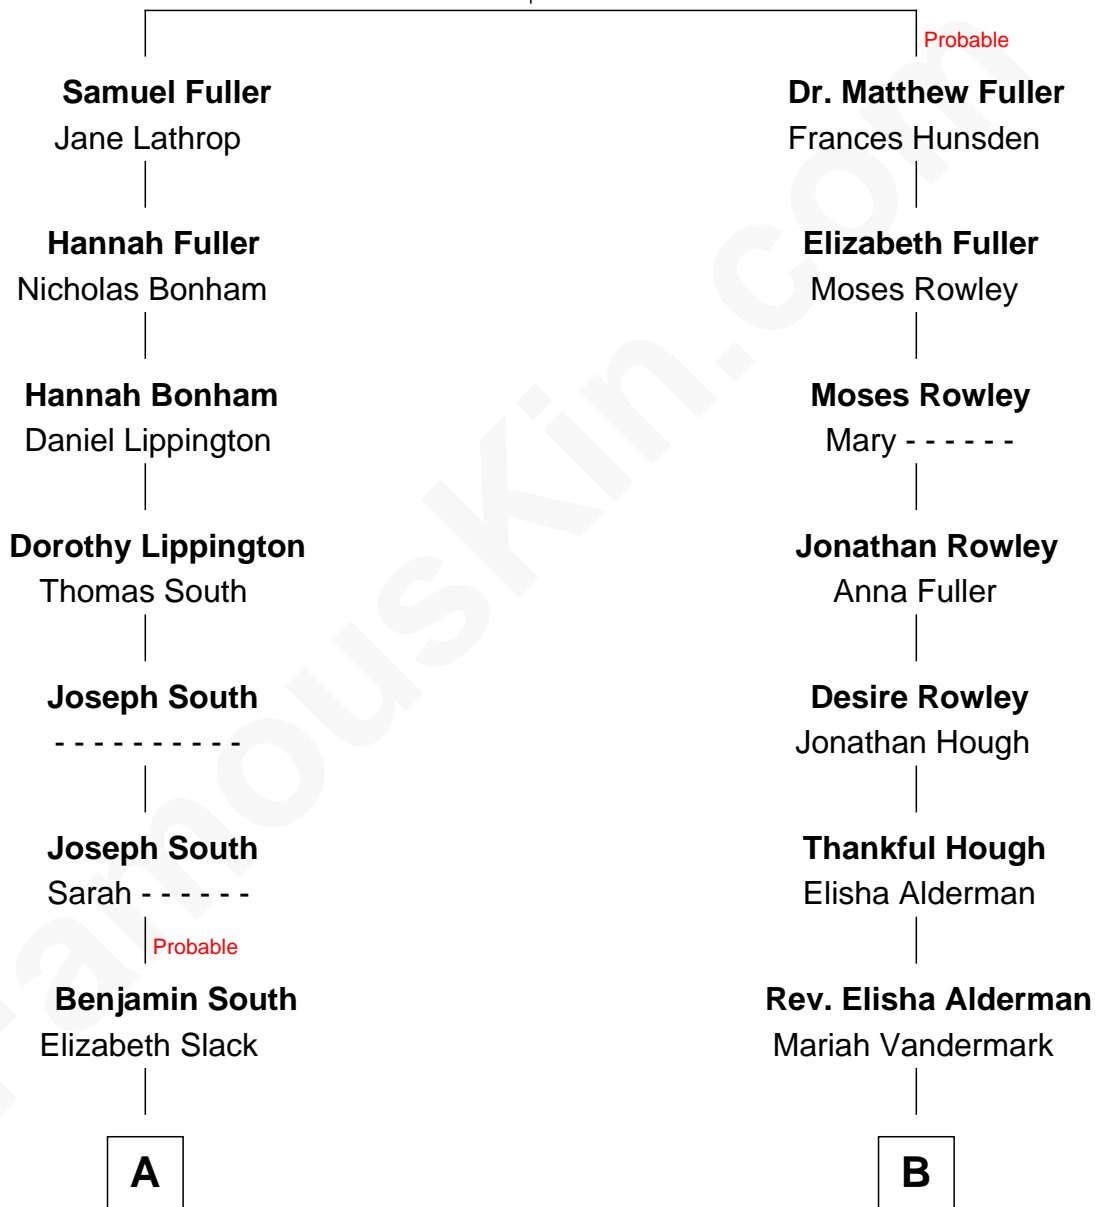 Probable
Samuel Fuller
Jane Lathrop
Dr. Matthew Fuller
Frances Hunsden
Hannah Fuller
Nicholas Bonham
Elizabeth Fuller
Moses Rowley
Hannah Bonham
Daniel Lippington
Moses Rowley
Mary - - - - - -
Dorothy Lippington
Thomas South
Jonathan Rowley
Anna Fuller
Joseph South
- - - - - - - - - -
Desire Rowley
Jonathan Hough
Joseph South
Sarah - - - - - -
Thankful Hough
Elisha Alderman
Probable
Benjamin South
Elizabeth Slack
Rev. Elisha Alderman
Mariah Vandermark
A
B
FamousKin.com